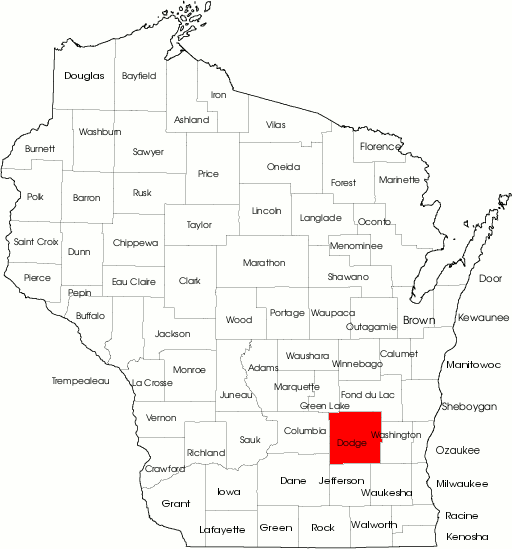 Douglas
Bayfield
Iron
Ashland
Vilas
Washburn
Burnett
Sawyer
Florence
Oneida
Price
Forest
Marinette
Polk
Barron
Rusk
Lincoln
Langlade
Oconto
Taylor
Saint Croix
Dunn
Chippewa
Menominee
Marathon
Shawano
Pierce
Eau Claire
Clark
Door
Pepin
Buffalo
Wood
Portage
Waupaca
Outagamie
Brown
Kewaunee
Jackson
Waushara
Winnebago
Calumet
Manitowoc
Trempealeau
La Crosse
Monroe
Adams
Marquette
Juneau
Green Lake
Fond du Lac
Sheboygan
Vernon
Columbia
Dodge
Washington
Ozaukee
Sauk
Richland
Crawford
Dane
Jefferson
Waukesha
Milwaukee
Iowa
Grant
Lafayette
Green
Rock
Walworth
Racine
Kenosha